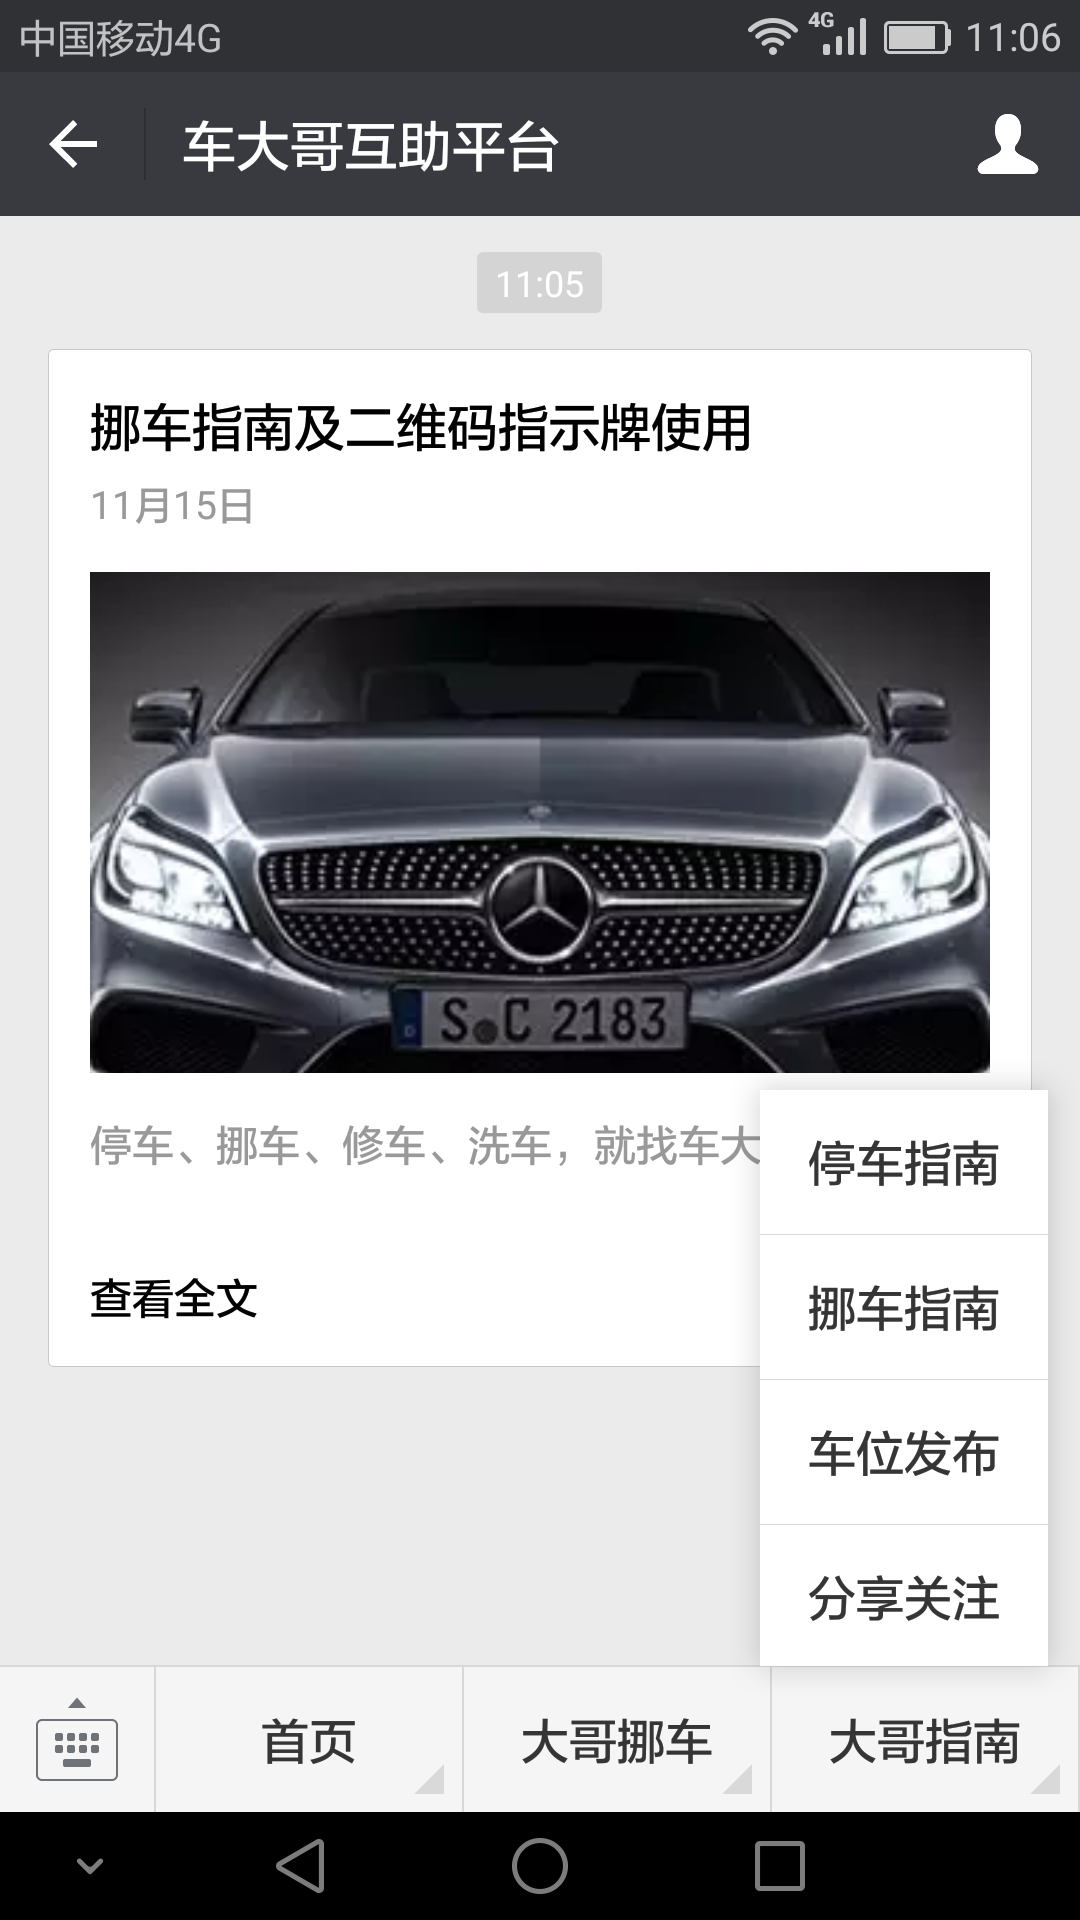 中国移动4G
4G
11:06
车大哥互助平台
11:05
挪车指南及二维码指示牌使用
11月15日
D S C 2183
停车、挪车、修车、洗车，就找车大
查看全文
停车指南
挪车指南
车位发布
分享关注
首页
大哥挪车
大哥指南